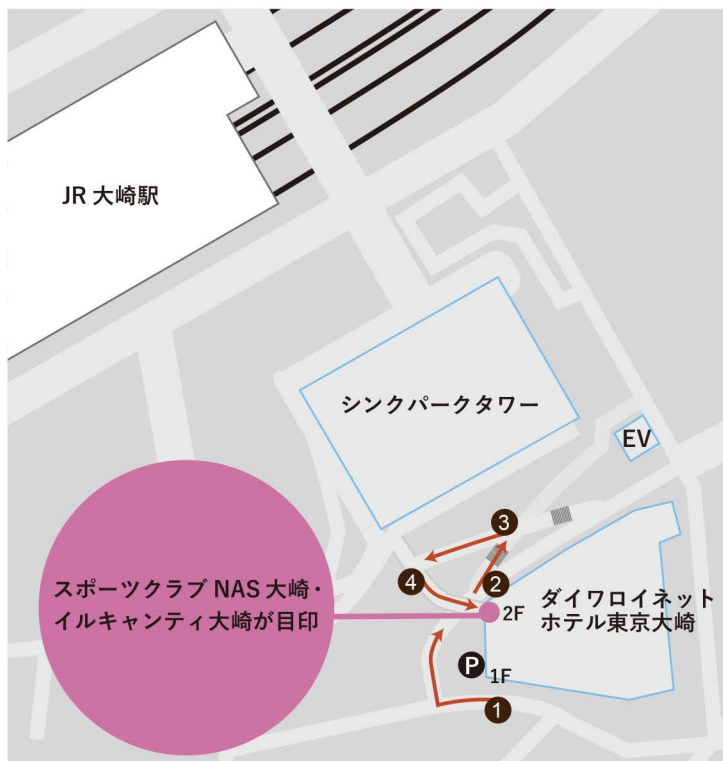 JR 大崎駅
シンクパークタワー
EV
3
4
2
スポーツクラブ NAS 大崎・
イルキャンティ大崎が目印
2F
ダイワロイネット
ホテル東京大崎
P
1F
1